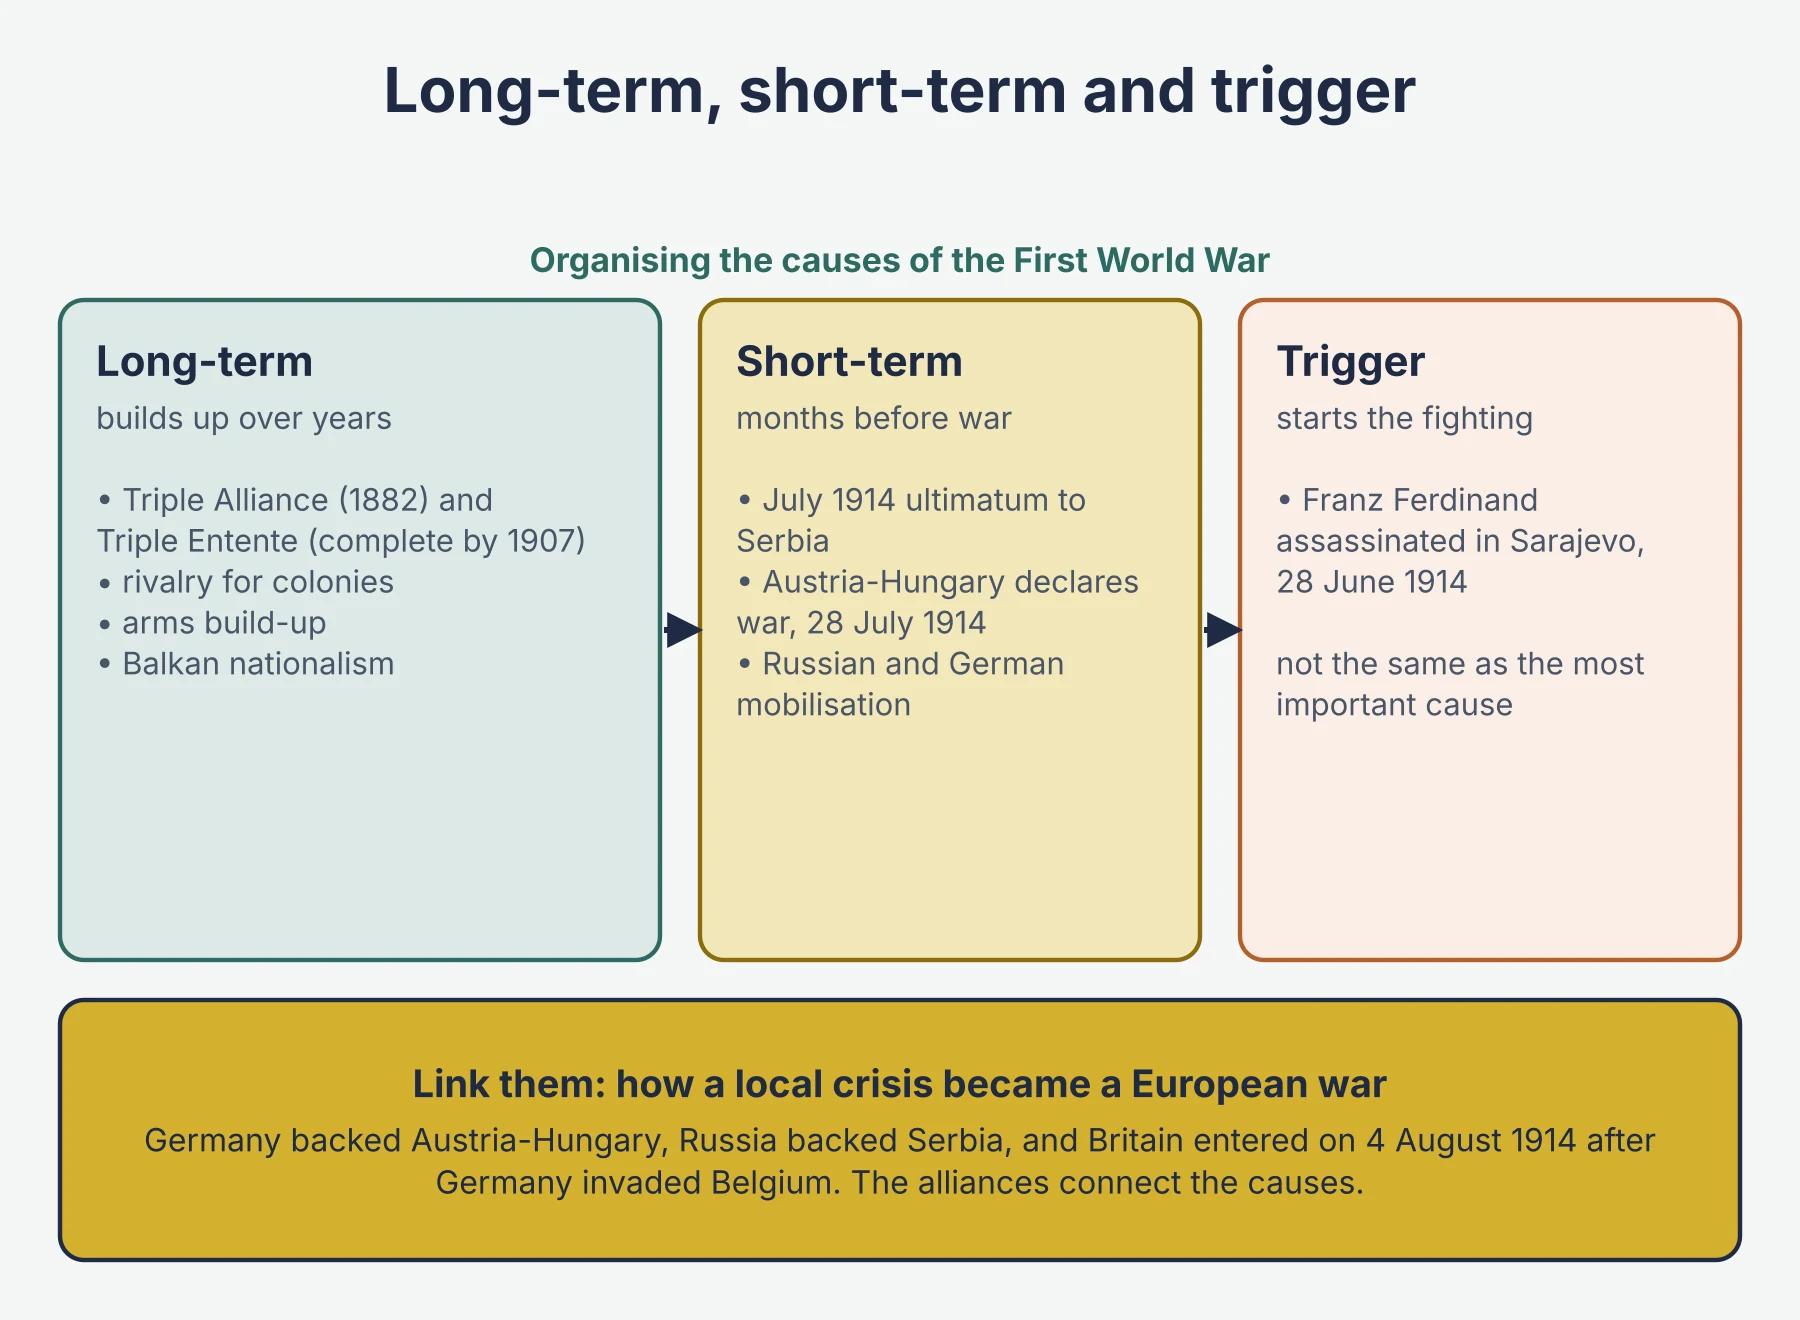 Long-term, short-term and trigger
Organising the causes of the First World War
Long-term
builds up over years
• Triple Alliance (1882) and
Triple Entente (complete by 1907)
• rivalry for colonies
• arms build-up
• Balkan nationalism
Short-term
months before war
• July 1914 ultimatum to
Serbia
• Austria-Hungary declares
war, 28 July 1914
• Russian and German
mobilisation
Trigger
starts the fighting
• Franz Ferdinand
assassinated in Sarajevo,
28 June 1914
not the same as the most
important cause
Link them: how a local crisis became a European war
Germany backed Austria-Hungary, Russia backed Serbia, and Britain entered on 4 August 1914 after
Germany invaded Belgium. The alliances connect the causes.